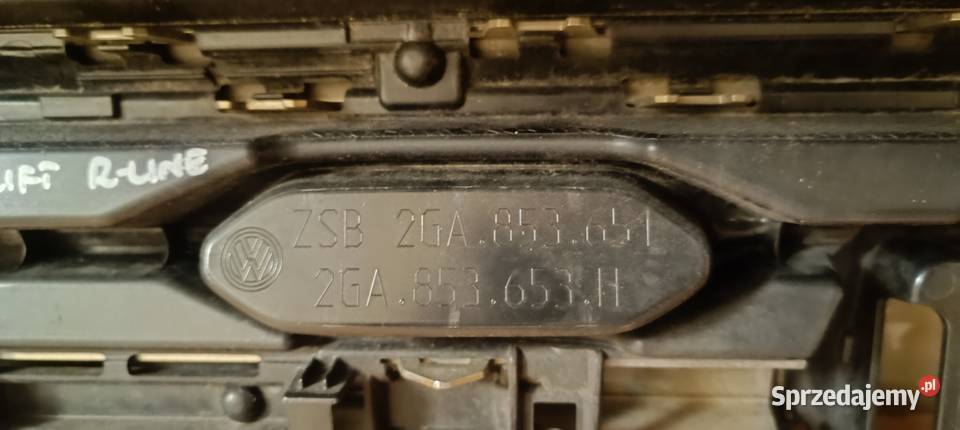 R-LINE
ZSB 2GA.853.651
2GA.853.653.H
Sprzedajemy.pl